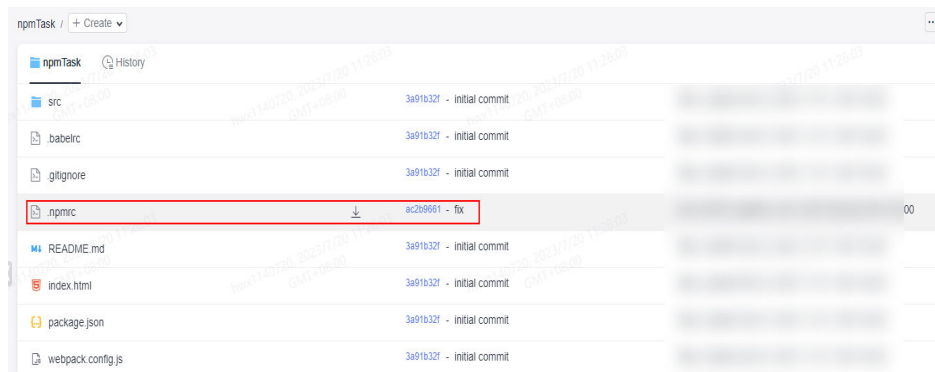 npmTask / + Create
npmTask History
src 3a91b32f - initial commit
.babelrc 3a91b32f - initial commit
.gitignore 3a91b32f - initial commit
.npmrc ac2b9661 - fix 00
README.md 3a91b32f - initial commit
index.html 3a91b32f - initial commit
package.json 3a91b32f - initial commit
webpack.config.js 3a91b32f - initial commit